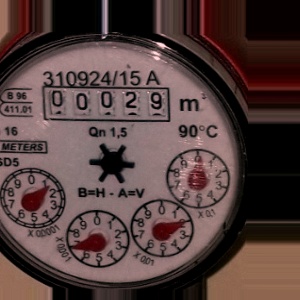 310924/15 A
B 96
411.01
00029 m³
16
Qn 1,5
90°C
METERS
SD5
B=H - A=V
X 0,1
X 0,01
X 0,001
X 0,0001